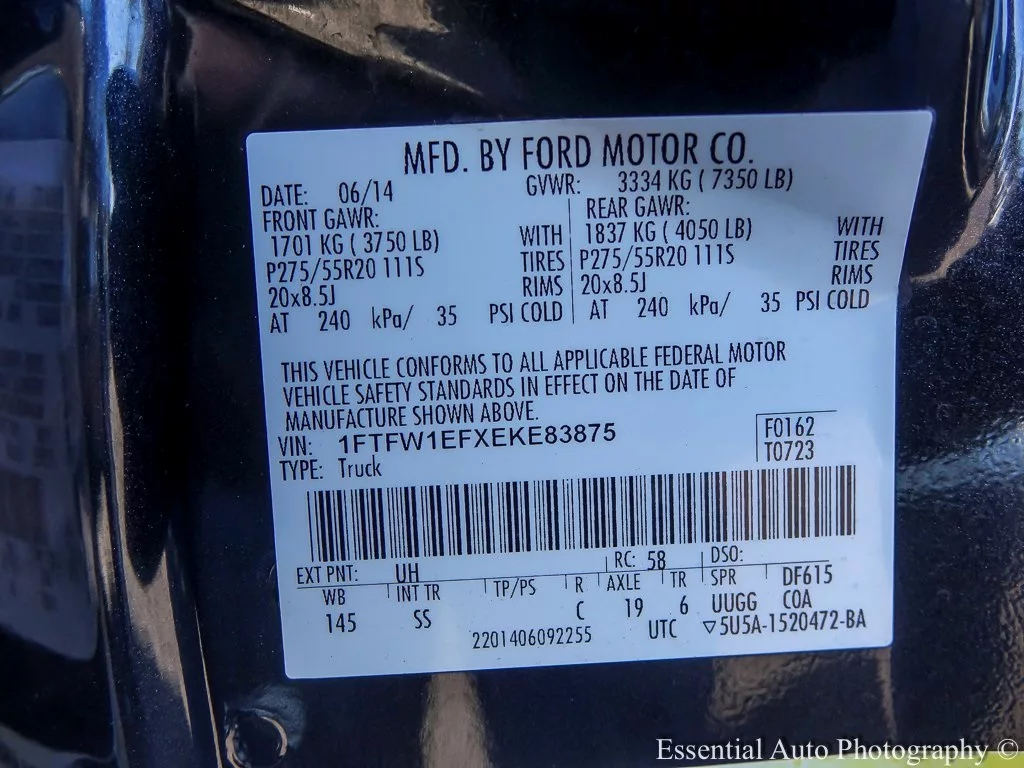 MFD. BY FORD MOTOR CO.
DATE: 06/14 GVWR: 3334 KG ( 7350 LB)
FRONT GAWR: REAR GAWR:
1701 KG ( 3750 LB) WITH 1837 KG ( 4050 LB) WITH
P275/55R20 111S TIRES P275/55R20 111S TIRES
20x8.5J RIMS 20x8.5J RIMS
AT 240 kPa/ 35 PSI COLD AT 240 kPa/ 35 PSI COLD
THIS VEHICLE CONFORMS TO ALL APPLICABLE FEDERAL MOTOR
VEHICLE SAFETY STANDARDS IN EFFECT ON THE DATE OF
MANUFACTURE SHOWN ABOVE.
VIN: 1FTFW1EFXEKE83875 F0162
TYPE: Truck T0723
EXT PNT: UH RC: 58 DSO:
WB INT TR TP/PS R AXLE TR SPR DF615
145 SS C 19 6 UUGG COA
2201406092255 UTC ▽5U5A-1520472-BA
Essential Auto Photography ©